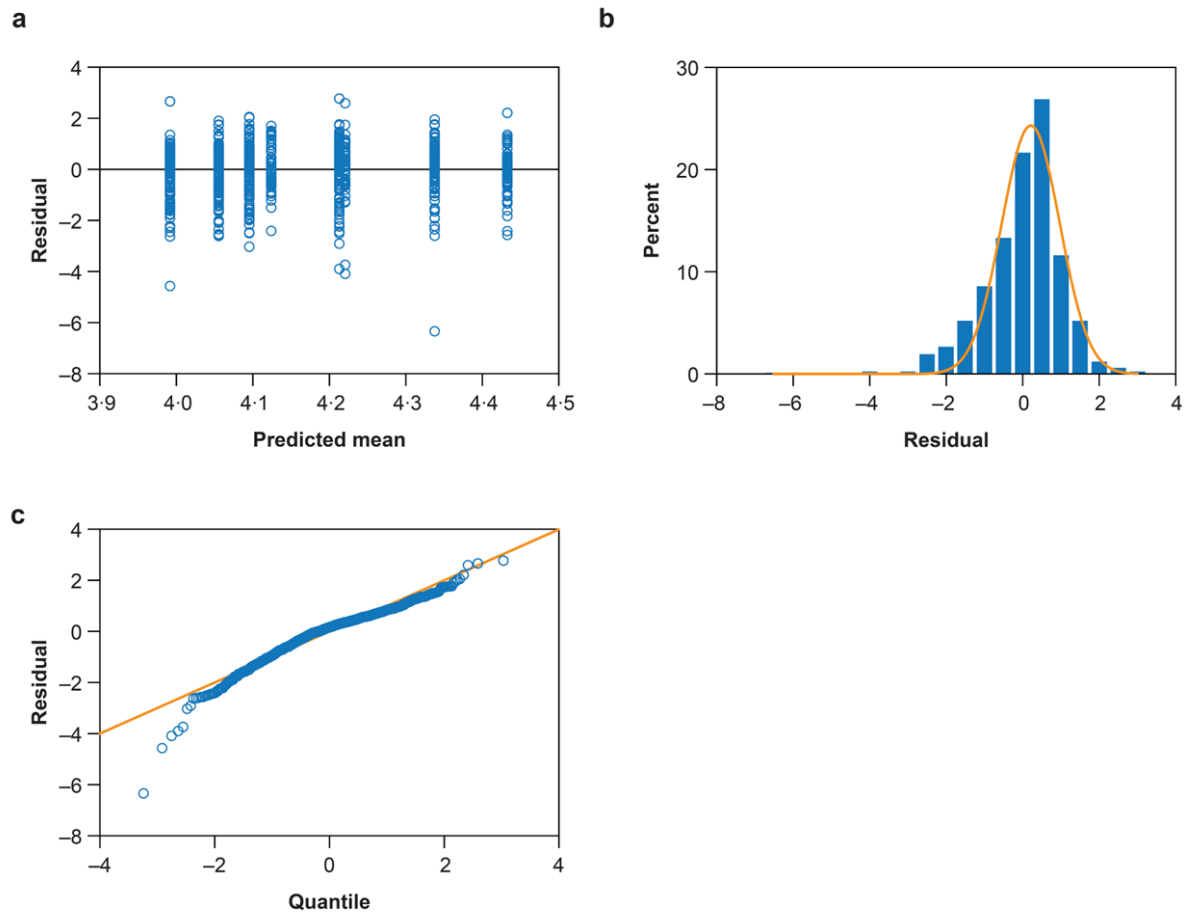 a
4
2
0
–2
–4
–6
–8
Residual
3·9 4·0 4·1 4·2 4·3 4·4 4·5
Predicted mean
b
30
20
10
0
Percent
–8 –6 –4 –2 0 2 4
Residual
c
4
2
0
–2
–4
–6
–8
Residual
–4 –2 0 2 4
Quantile